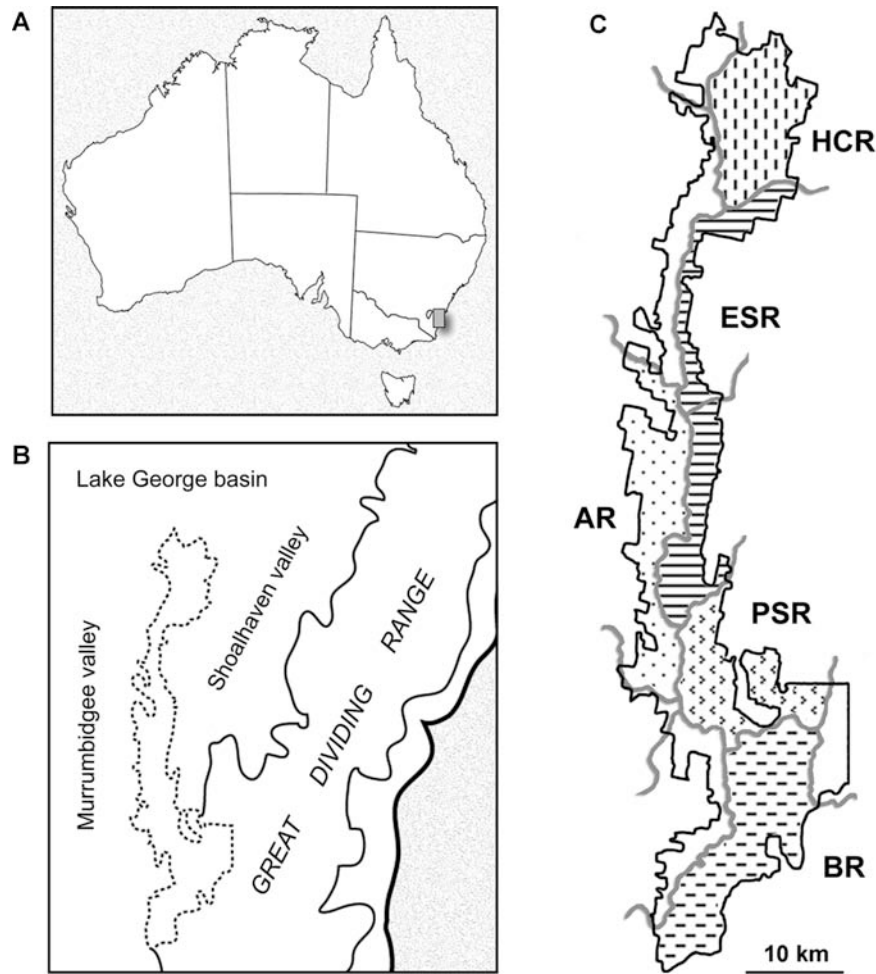 A
B
Lake George basin
Murrumbidgee valley
Shoalhaven valley
GREAT DIVIDING RANGE
C
HCR
ESR
AR
PSR
BR
10 km